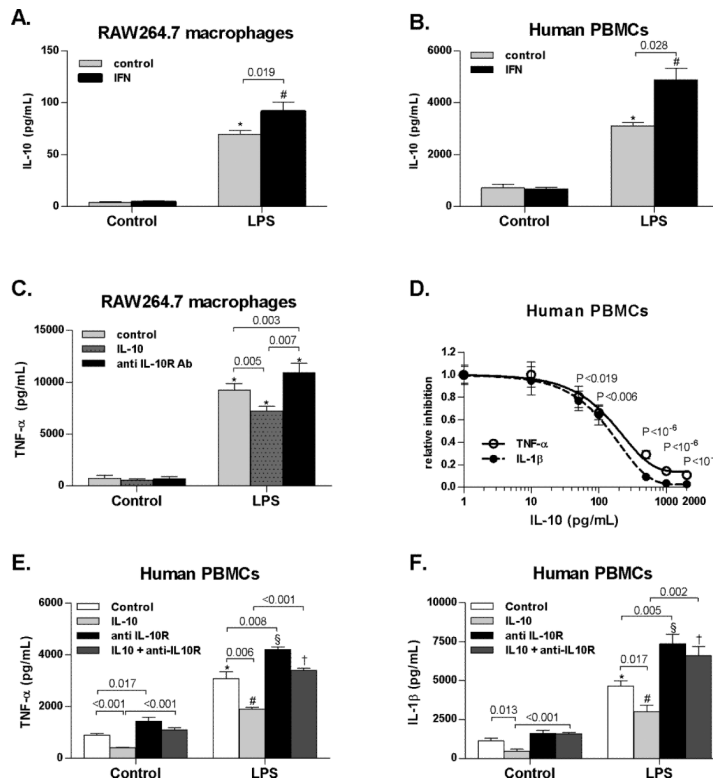 A.
RAW264.7 macrophages
150
100
50
0
IL-10 (pg/mL)
control
IFN
0.019
*
#
Control
LPS
B.
Human PBMCs
6000
4000
2000
0
IL-10 (pg/mL)
control
IFN
0.028
*
#
Control
LPS
C.
RAW264.7 macrophages
15000
10000
5000
0
TNF-α (pg/mL)
control
IL-10
anti IL-10R Ab
0.003
0.005
0.007
*
*
*
Control
LPS
D.
Human PBMCs
1.2
1.0
0.8
0.6
0.4
0.2
0.0
relative inhibition
TNF-α
IL-1β
P<0.019
P<0.006
P<10⁻⁶
P<10⁻⁶
P<10⁻
1
10
100
1000
2000
IL-10 (pg/mL)
E.
Human PBMCs
6000
4000
2000
0
TNF-α (pg/mL)
Control
IL-10
anti IL-10R
IL10 + anti-IL10R
<0.001
0.008
0.006
0.017
<0.001
<0.001
*
#
§
†
Control
LPS
F.
Human PBMCs
10000
7500
5000
2500
0
IL-1β (pg/mL)
Control
IL-10
anti IL-10R
IL10 + anti-IL10R
0.002
0.005
0.017
0.013
<0.001
*
#
§
†
Control
LPS